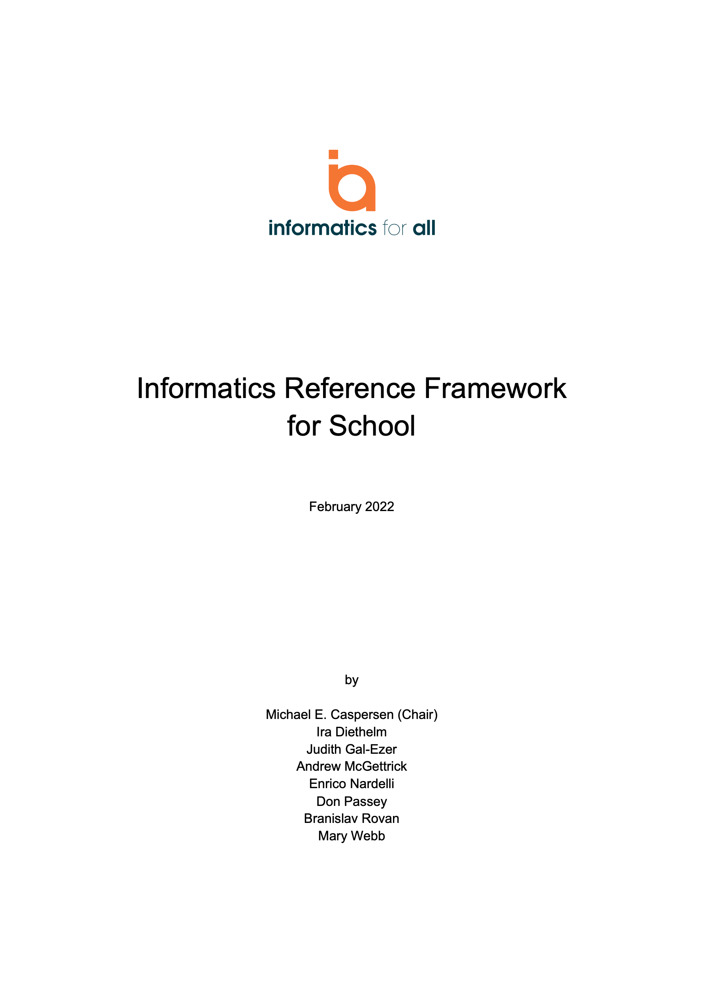 informatics for all
Informatics Reference Framework
for School
February 2022
by
Michael E. Caspersen (Chair)
Ira Diethelm
Judith Gal-Ezer
Andrew McGettrick
Enrico Nardelli
Don Passey
Branislav Rovan
Mary Webb